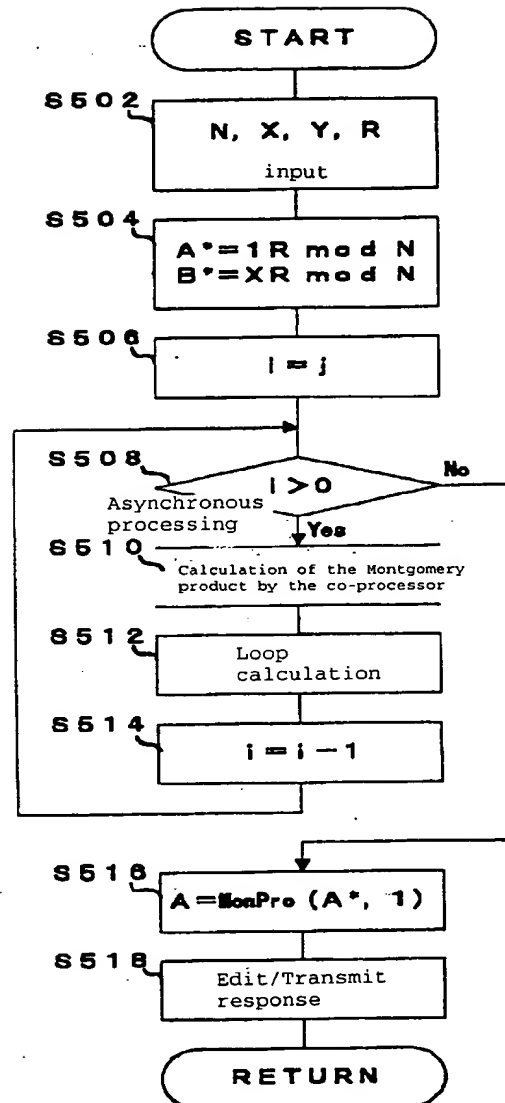 START
S502
N, X, Y, R
input
S504
A*=1R mod N
B*=XR mod N
S506
i=j
S508
i>0
No
Asynchronous
processing
Yes
S510
Calculation of the Montgomery
product by the co-processor
S512
Loop
calculation
S514
i=i-1
S516
A=MonPro (A*, 1)
S518
Edit/Transmit
response
RETURN